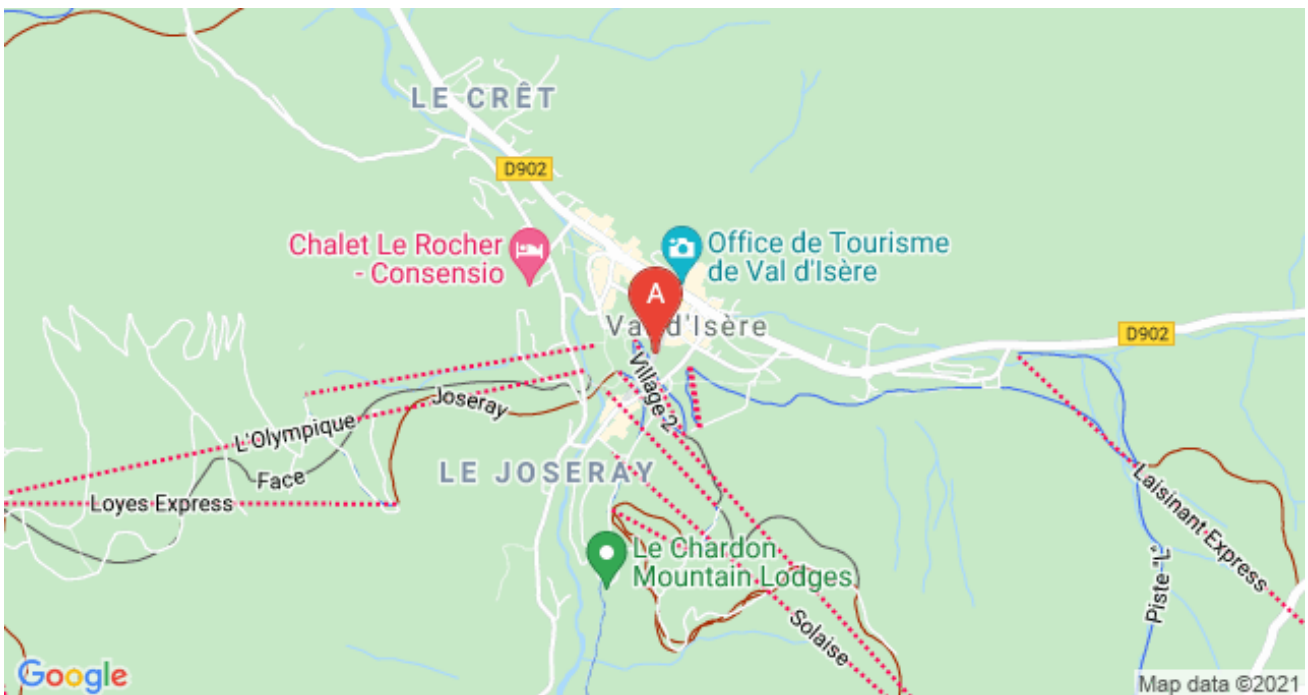 LE CRÊT
D902
Chalet Le Rocher
- Consensio
Office de Tourisme
de Val d'Isère
A
Val d'Isère
D902
Village 2
Joseray
L'Olympique
Face
LE JOSERAY
Loyes Express
Laisinant Express
Le Chardon
Mountain Lodges
Piste "L"
Solaise
Google
Map data ©2021